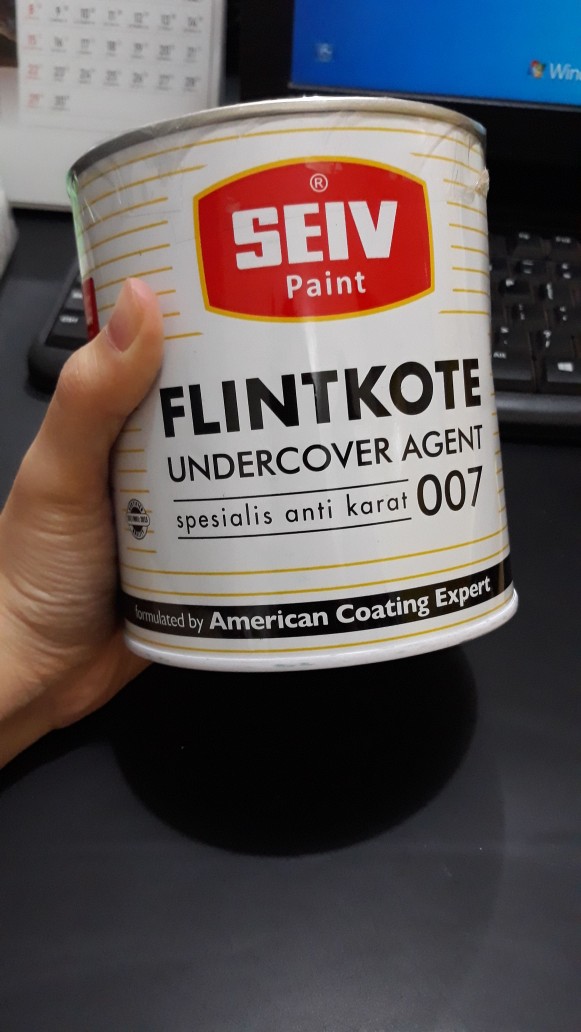 ®
SEIV
Paint
FLINTKOTE
UNDERCOVER AGENT
spesialis anti karat 007
formulated by American Coating Expert